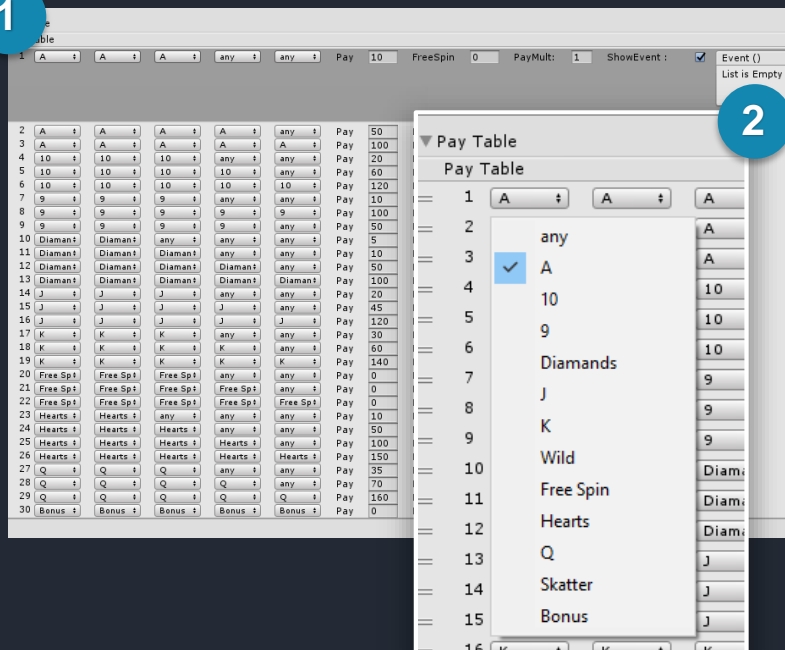 1
ble
1 A A A any any Pay 10 FreeSpin 0 PayMult: 1 ShowEvent : Event ()
List is Empty
2 A A A A any Pay 50
3 A A A A A Pay 100
4 10 10 10 any any Pay 20
5 10 10 10 10 any Pay 60
6 10 10 10 10 10 Pay 120
7 9 9 9 any any Pay 10
8 9 9 9 9 9 Pay 100
9 9 9 9 9 any Pay 50
10 Diaman Diaman any any any Pay 5
11 Diaman Diaman Diaman any any Pay 10
12 Diaman Diaman Diaman Diaman any Pay 50
13 Diaman Diaman Diaman Diaman Diaman Pay 100
14 J J J any any Pay 20
15 J J J J any Pay 45
16 J J J J J Pay 120
17 K K K any any Pay 30
18 K K K K any Pay 60
19 K K K K K Pay 140
20 Free Sp Free Sp Free Sp any any Pay 0
21 Free Sp Free Sp Free Sp Free Sp any Pay 0
22 Free Sp Free Sp Free Sp Free Sp Free Sp Pay 0
23 Hearts Hearts any any any Pay 10
24 Hearts Hearts Hearts any any Pay 50
25 Hearts Hearts Hearts Hearts any Pay 100
26 Hearts Hearts Hearts Hearts Hearts Pay 150
27 Q Q Q any any Pay 35
28 Q Q Q Q any Pay 70
29 Q Q Q Q Q Pay 160
30 Bonus Bonus Bonus Bonus Bonus Pay 0
2
Pay Table
Pay Table
1 A A A
2 A
3 A
4 10
5 10
6 10
7 9
8 9
9 9
10 Diama
11 Diama
12 Diama
13 J
14 J
15 J
16 K K K
any
A
10
9
Diamands
J
K
Wild
Free Spin
Hearts
Q
Skatter
Bonus